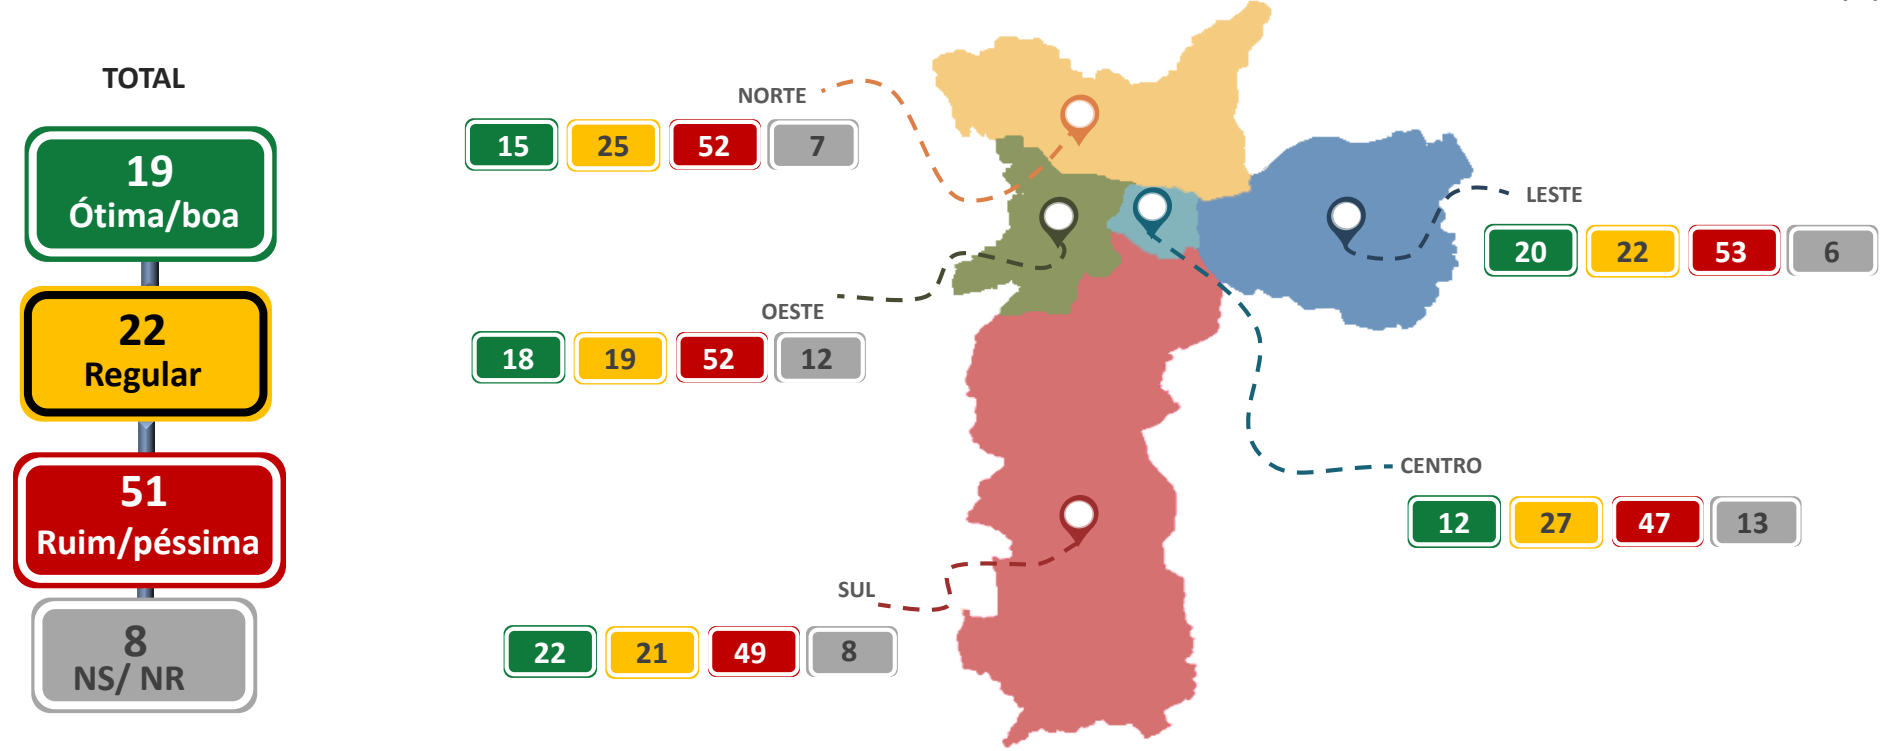 TOTAL
19
Ótima/boa
22
Regular
51
Ruim/péssima
8
NS/ NR
NORTE
15 25 52 7
OESTE
18 19 52 12
SUL
22 21 49 8
LESTE
20 22 53 6
CENTRO
12 27 47 13